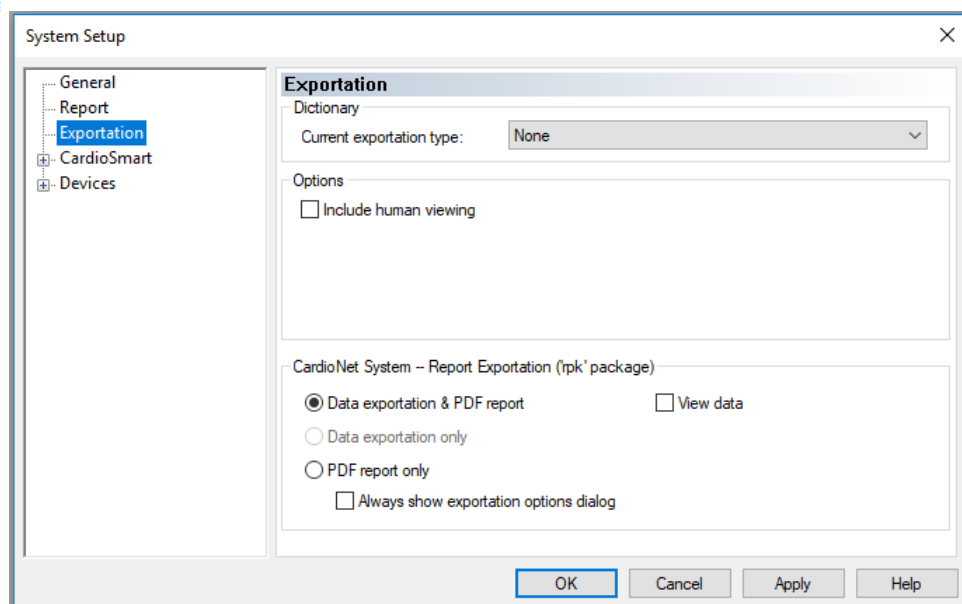 System Setup
General
Report
Exportation
CardioSmart
Devices
Exportation
Dictionary
Current exportation type:
None
Options
Include human viewing
CardioNet System -- Report Exportation ('rpk' package)
Data exportation & PDF report
View data
Data exportation only
PDF report only
Always show exportation options dialog
OK
Cancel
Apply
Help